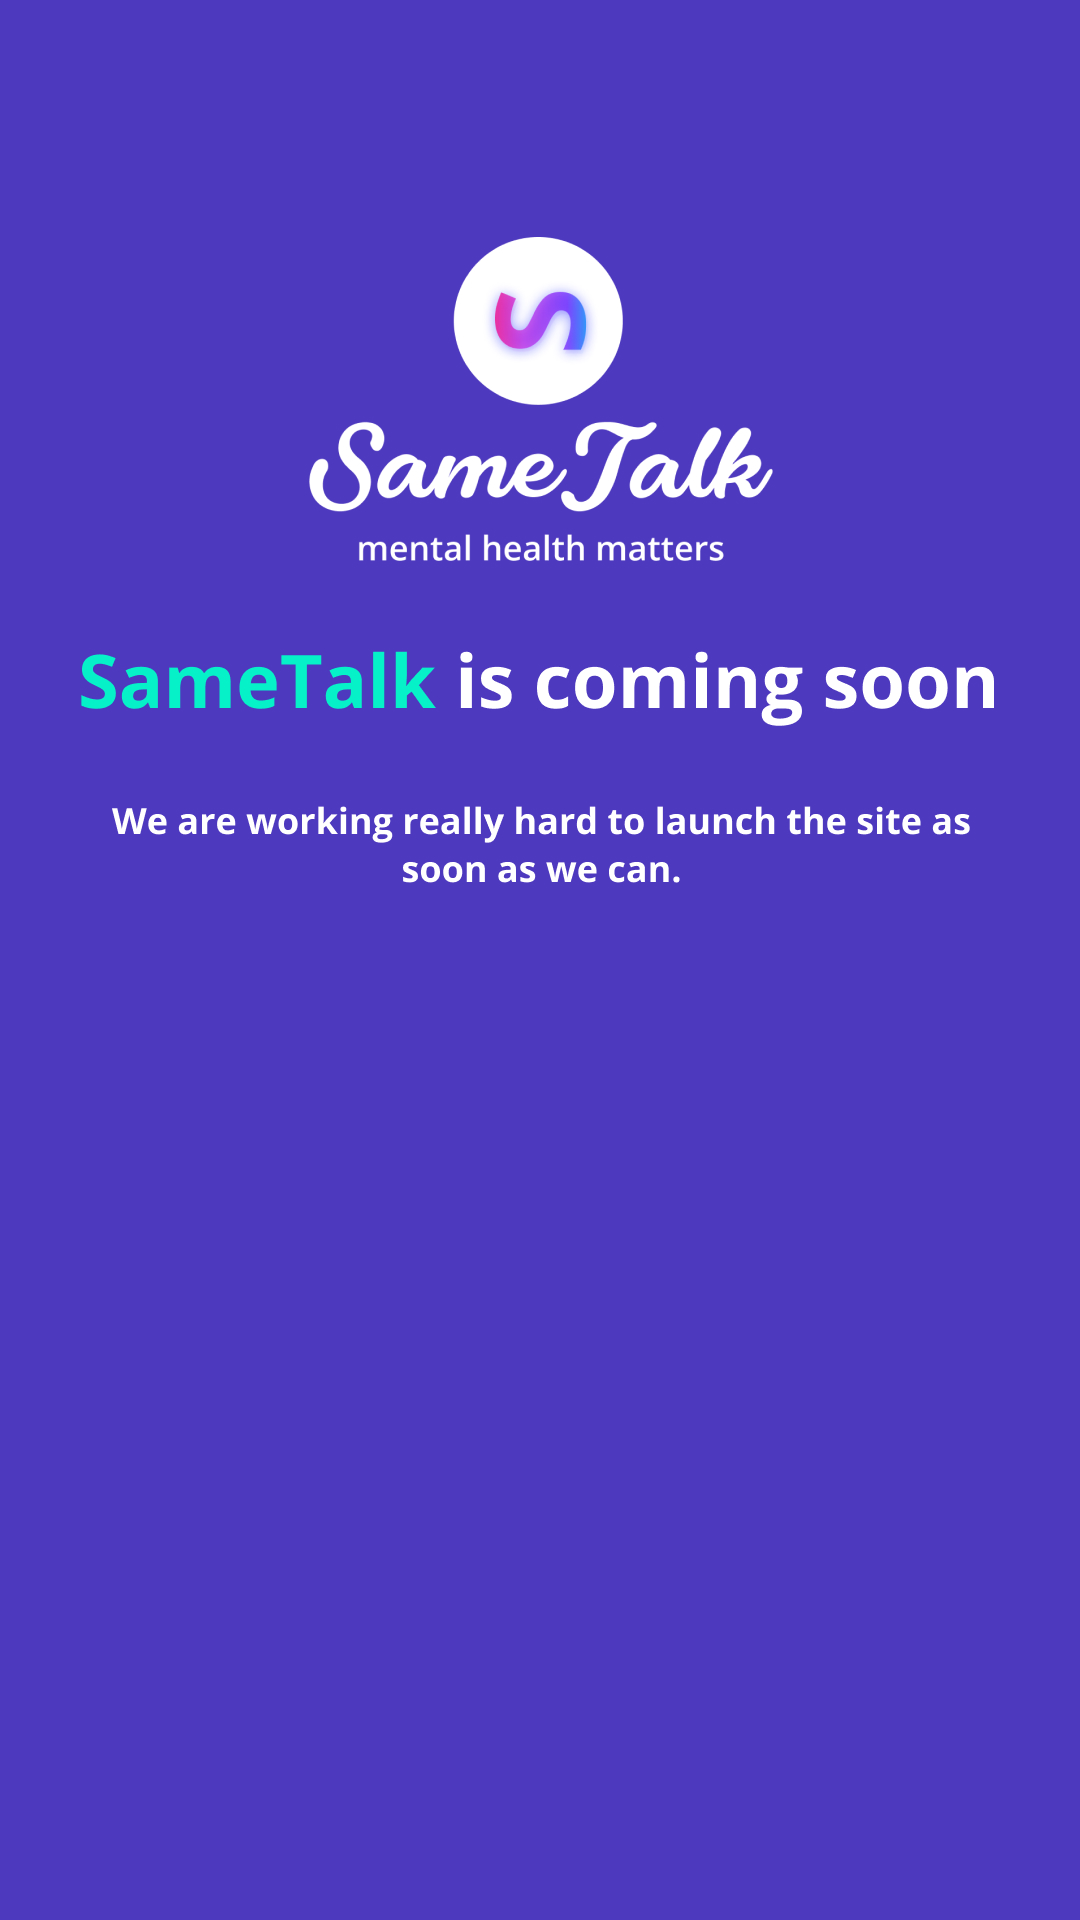 SameTalk
mental health matters
SameTalk is coming soon
We are working really hard to launch the site as
soon as we can.